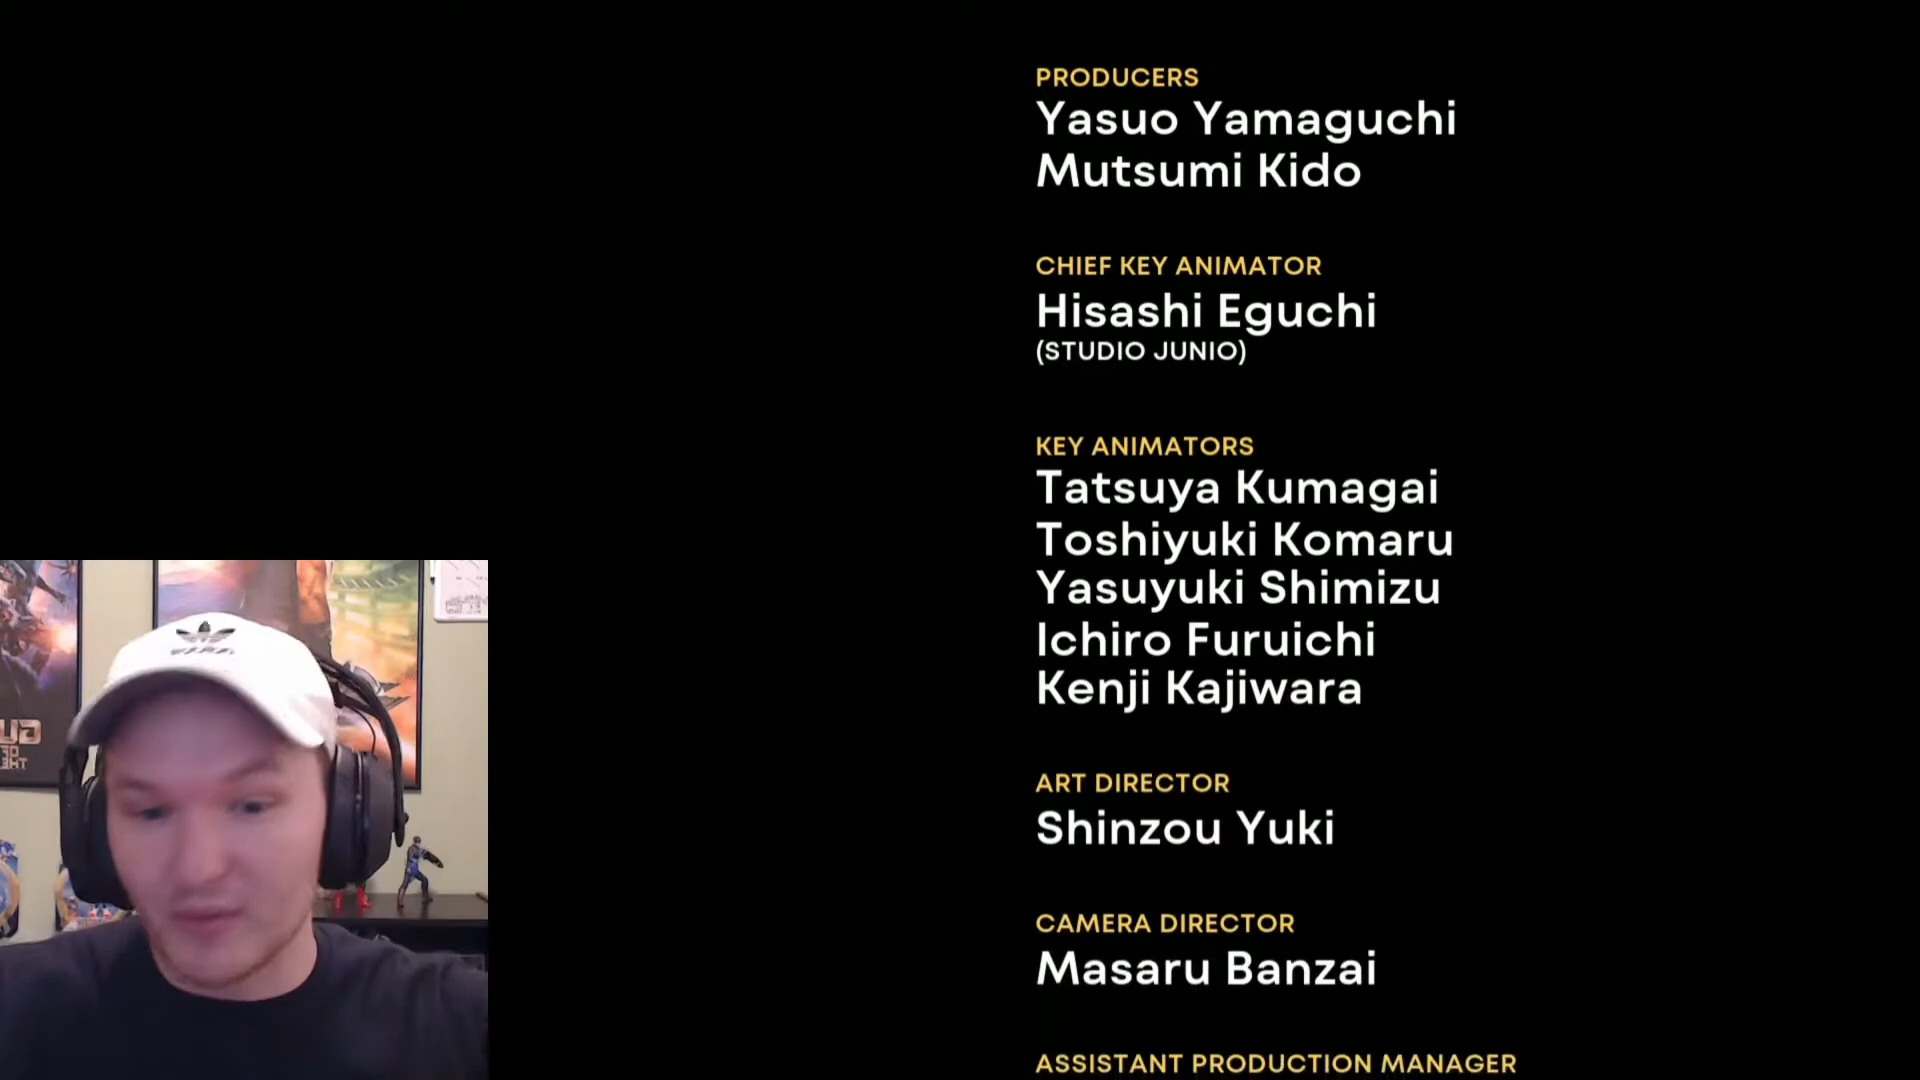 PRODUCERS
Yasuo Yamaguchi
Mutsumi Kido
CHIEF KEY ANIMATOR
Hisashi Eguchi
(STUDIO JUNIO)
KEY ANIMATORS
Tatsuya Kumagai
Toshiyuki Komaru
Yasuyuki Shimizu
Ichiro Furuichi
Kenji Kajiwara
ART DIRECTOR
Shinzou Yuki
CAMERA DIRECTOR
Masaru Banzai
ASSISTANT PRODUCTION MANAGER